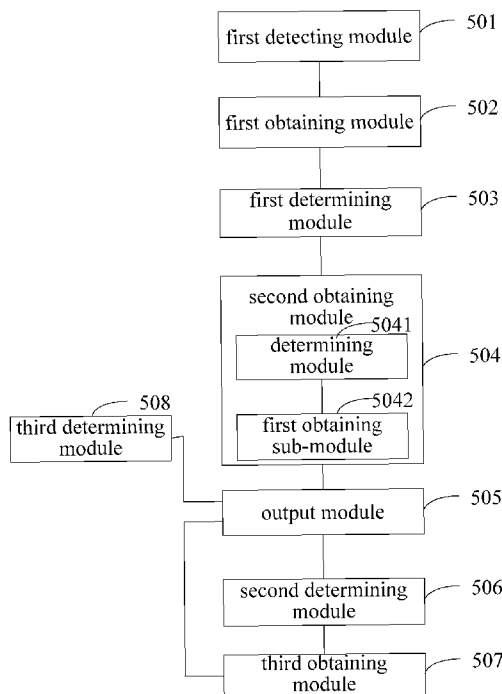 first detecting module
501
first obtaining module
502
first determining
module
503
second obtaining
module
5041
determining
module
504
5042
first obtaining
sub-module
508
third determining
module
output module
505
second determining
module
506
third obtaining
module
507